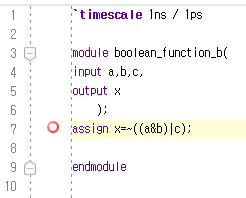 1 `timescale 1ns / 1ps
2
3 module boolean_function_b(
4 input a,b,c,
5 output x
6 );
7 assign x=~((a&b)|c);
8
9 endmodule
10